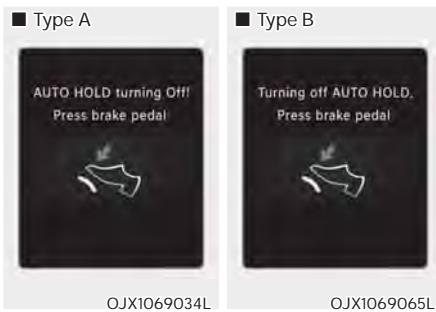 ■ Type A
AUTO HOLD turning Off!
Press brake pedal
OJX1069034L
■ Type B
Turning off AUTO HOLD,
Press brake pedal
OJX1069065L